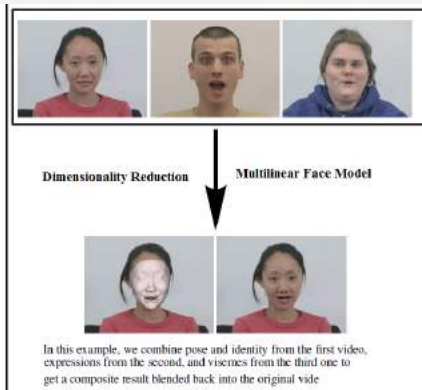 Dimensionality Reduction
Multilinear Face Model
In this example, we combine pose and identity from the first video,
expressions from the second, and visemes from the third one to
get a composite result blended back into the original vide